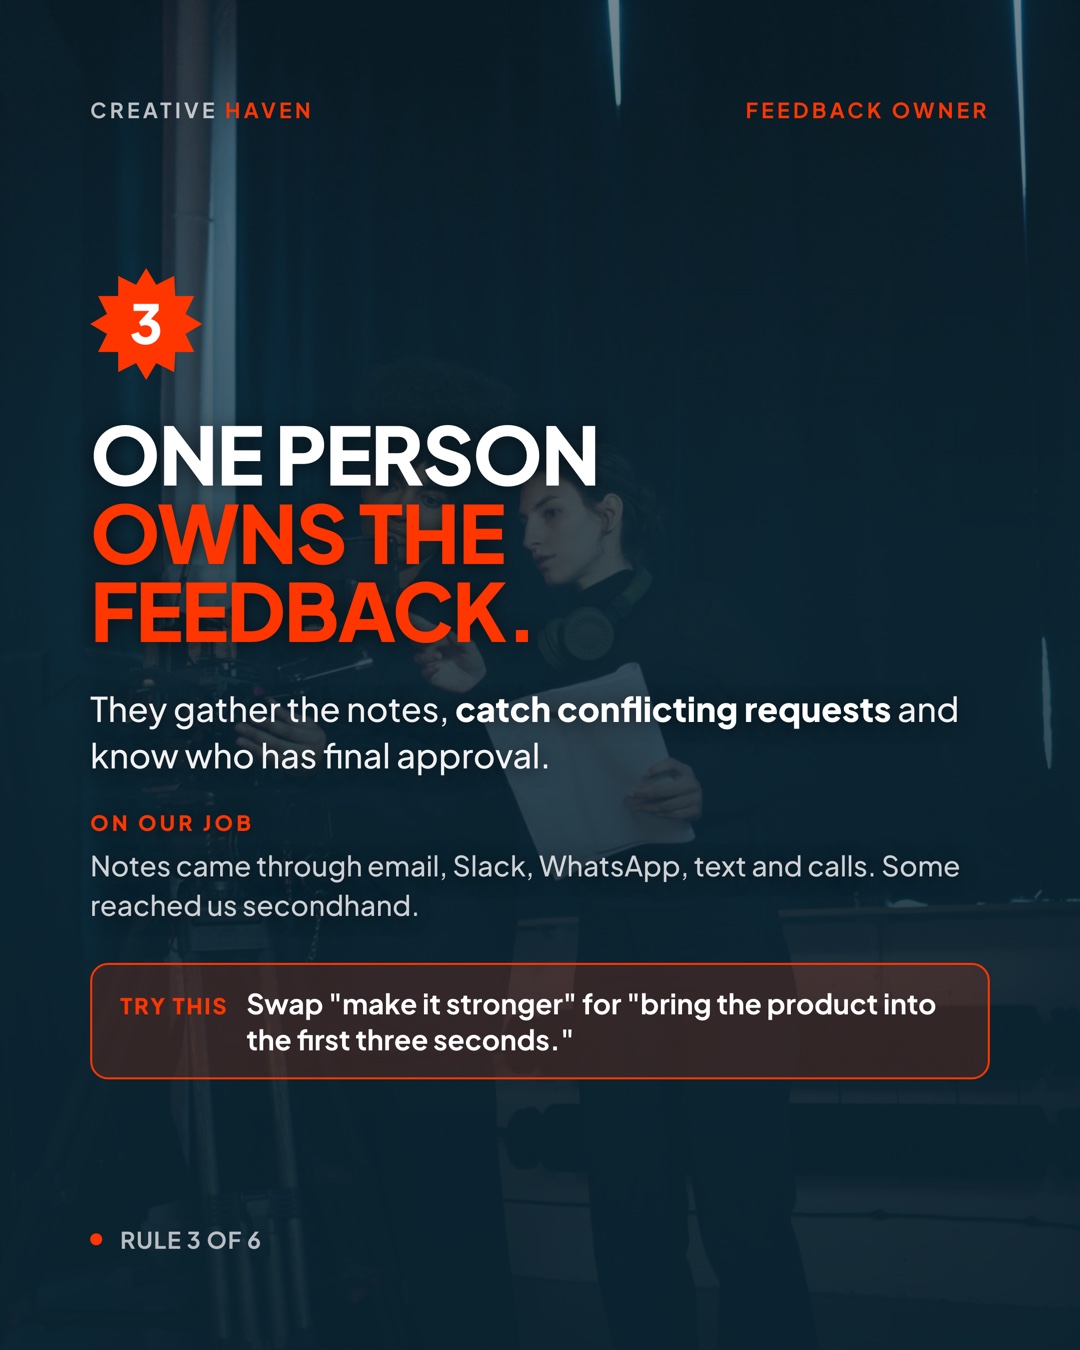 CREATIVE HAVEN
FEEDBACK OWNER
3
ONE PERSON
OWNS THE
FEEDBACK.
They gather the notes, catch conflicting requests and
know who has final approval.
ON OUR JOB
Notes came through email, Slack, WhatsApp, text and calls. Some
reached us secondhand.
TRY THIS
Swap "make it stronger" for "bring the product into
the first three seconds."
RULE 3 OF 6